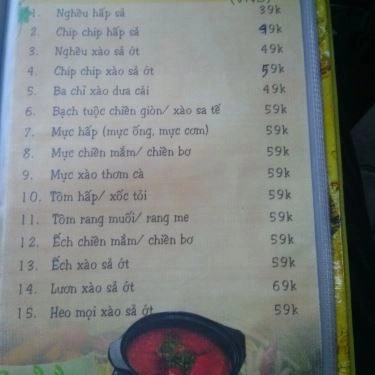 1. Nghêu hấp sả 39k
2. Chip chip hấp sả 49k
3. Nghêu xào sả ớt 49k
4. Chip chip xào sả ớt 59k
5. Ba chỉ xào dưa cải 49k
6. Bạch tuộc chiên giòn/ xào sa tế 59k
7. Mực hấp (mực ống, mực cơm) 59k
8. Mực chiên mắm/ chiên bơ 59k
9. Mực xào thơm cà 59k
10. Tôm hấp/ xốc tỏi 59k
11. Tôm rang muối/ rang me 59k
12. Ếch chiên mắm/ chiên bơ 59k
13. Ếch xào sả ớt 59k
14. Lươn xào sả ớt 69k
15. Heo mọi xào sả ớt 59k